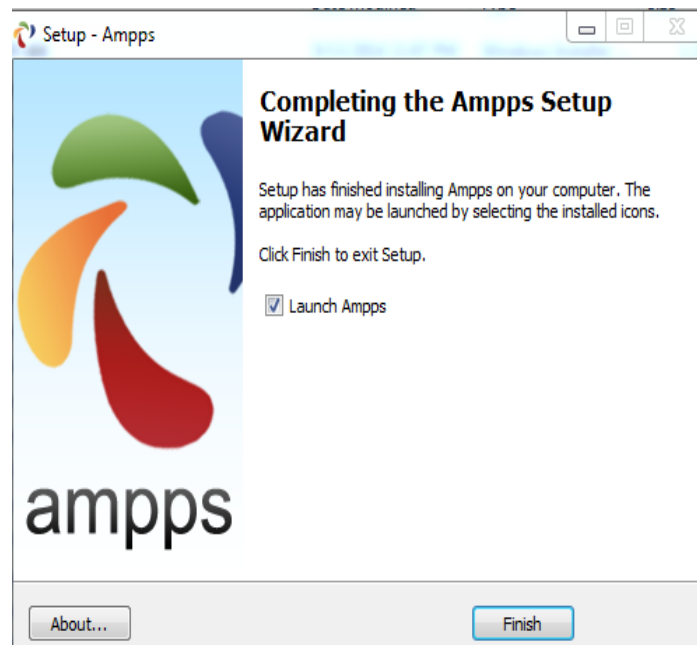 Setup - Ampps
Completing the Ampps Setup
Wizard
Setup has finished installing Ampps on your computer. The
application may be launched by selecting the installed icons.
Click Finish to exit Setup.
Launch Ampps
ampps
About...
Finish